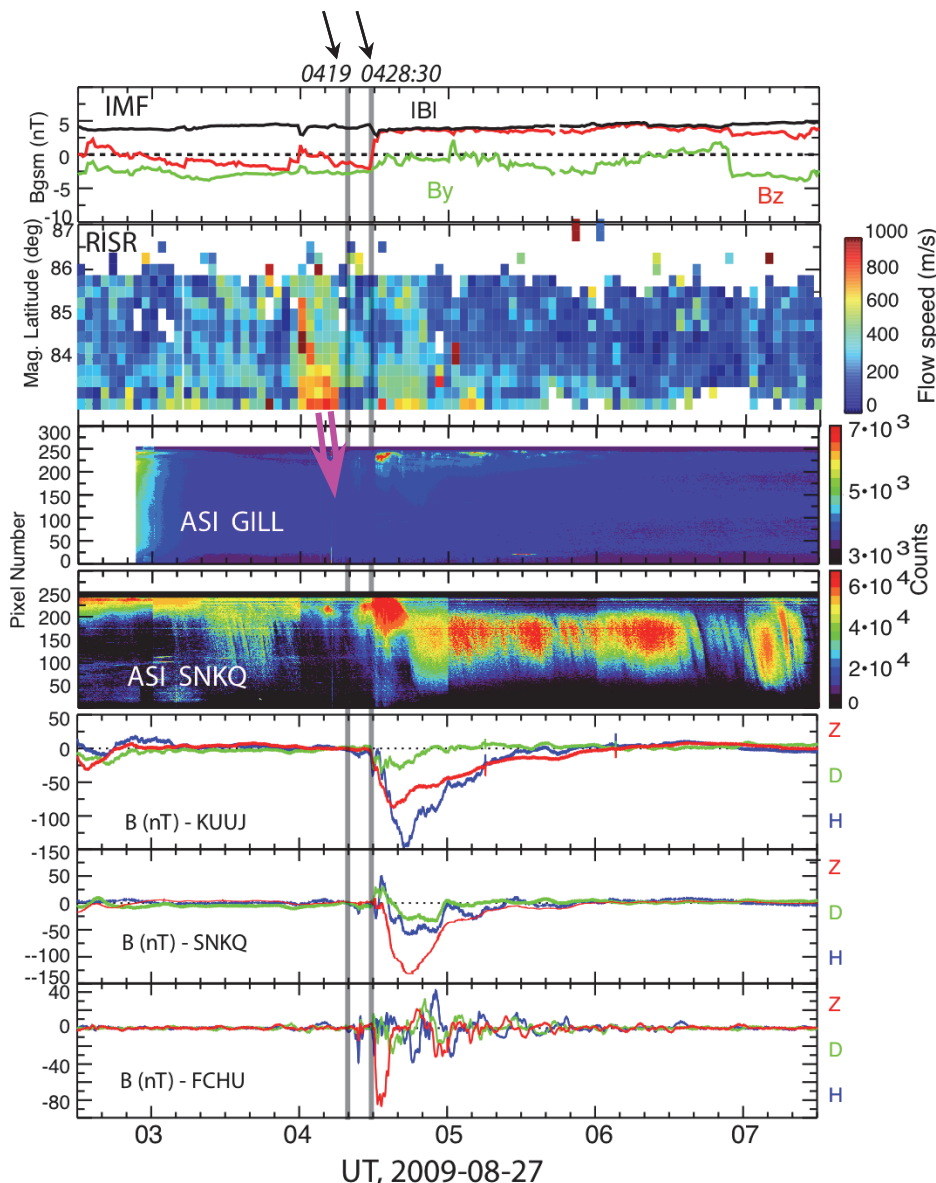 0419 0428:30
IMF
IBI
By
Bz
Bgsm (nT)
5
0
-5
-10
RISR
Mag. Latitude (deg)
87
86
85
84
1000
800
600
400
200
0
Flow speed (m/s)
ASI GILL
300
250
200
150
100
50
0
Pixel Number
7•10³
5•10³
3•10³
Counts
ASI SNKQ
250
200
150
100
50
6•10⁴
4•10⁴
2•10⁴
0
50
0
-50
-100
-150
B (nT) - KUUJ
Z
D
H
50
0
-50
-100
--150
B (nT) - SNKQ
Z
D
H
40
0
-40
-80
B (nT) - FCHU
Z
D
H
03 04 05 06 07
UT, 2009-08-27